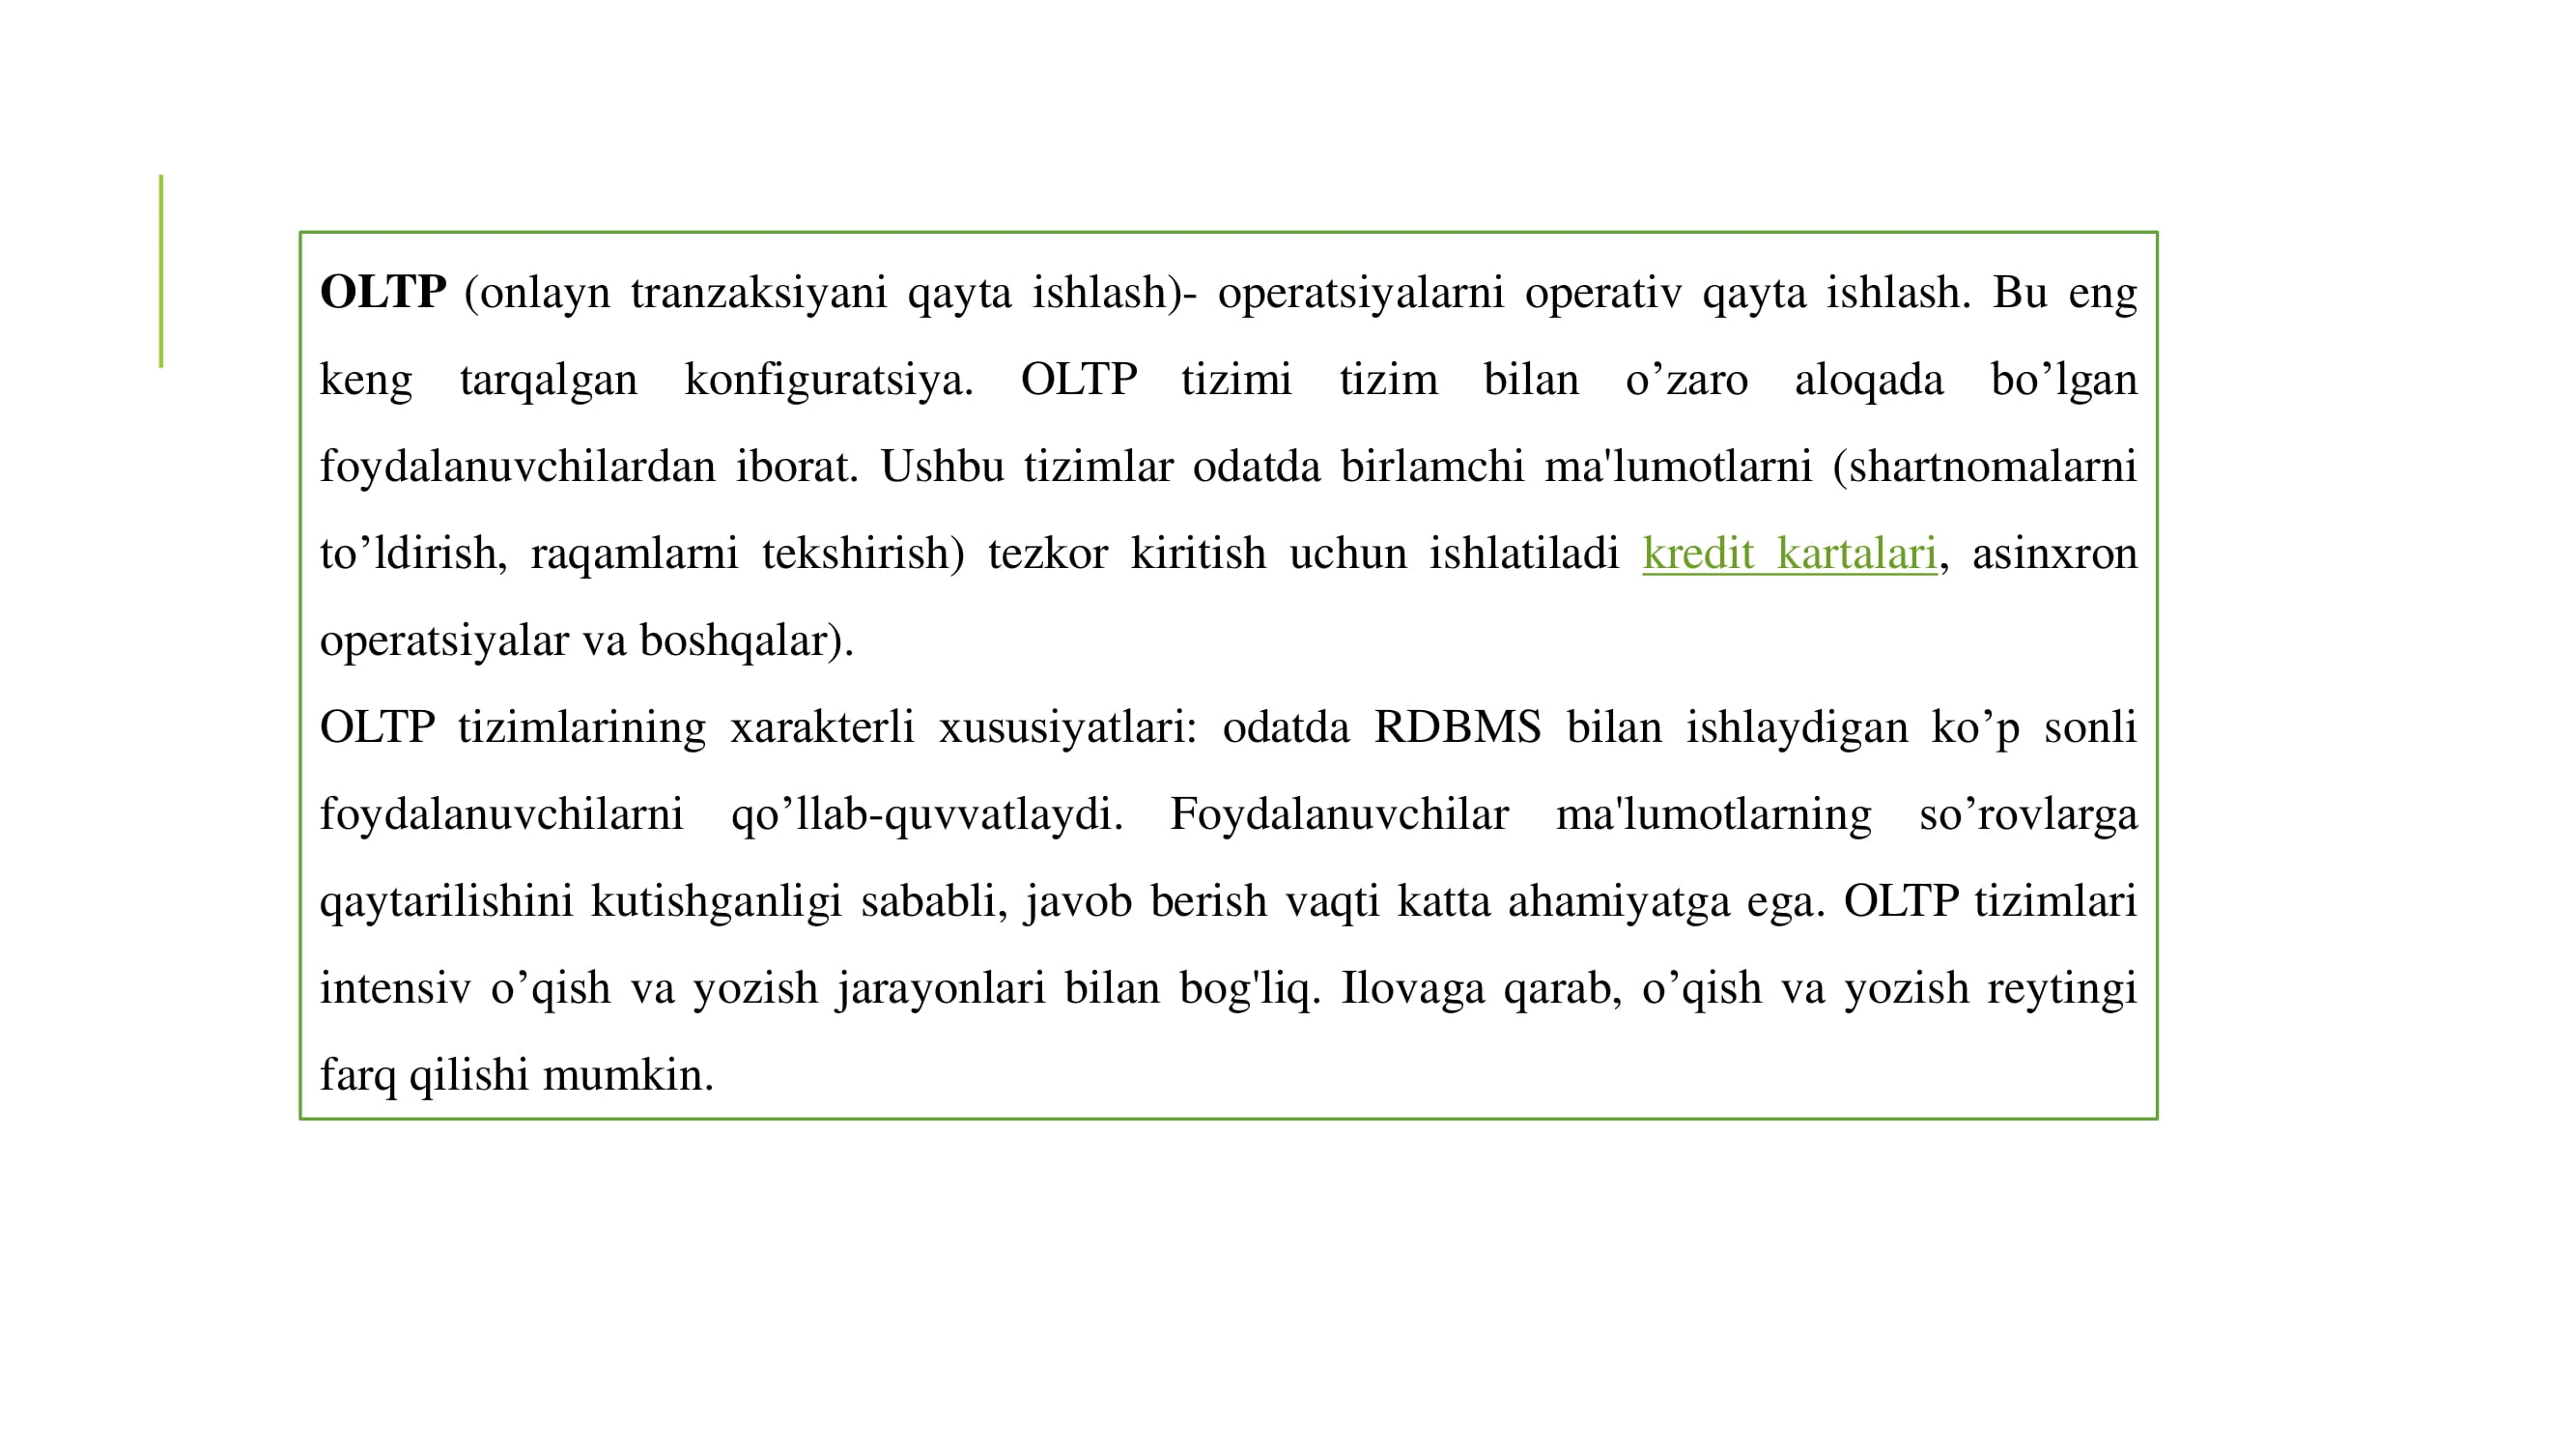 OLTP (onlayn tranzaksiyani qayta ishlash)- operatsiyalarni operativ qayta ishlash. Bu eng
keng tarqalgan konfiguratsiya. OLTP tizimi tizim bilan o’zaro aloqada bo’lgan
foydalanuvchilardan iborat. Ushbu tizimlar odatda birlamchi ma'lumotlarni (shartnomalarni
to’ldirish, raqamlarni tekshirish) tezkor kiritish uchun ishlatiladi kredit kartalari, asinxron
operatsiyalar va boshqalar).
OLTP tizimlarining xarakterli xususiyatlari: odatda RDBMS bilan ishlaydigan ko’p sonli
foydalanuvchilarni qo’llab-quvvatlaydi. Foydalanuvchilar ma'lumotlarning so’rovlarga
qaytarilishini kutishganligi sababli, javob berish vaqti katta ahamiyatga ega. OLTP tizimlari
intensiv o’qish va yozish jarayonlari bilan bog'liq. Ilovaga qarab, o’qish va yozish reytingi
farq qilishi mumkin.